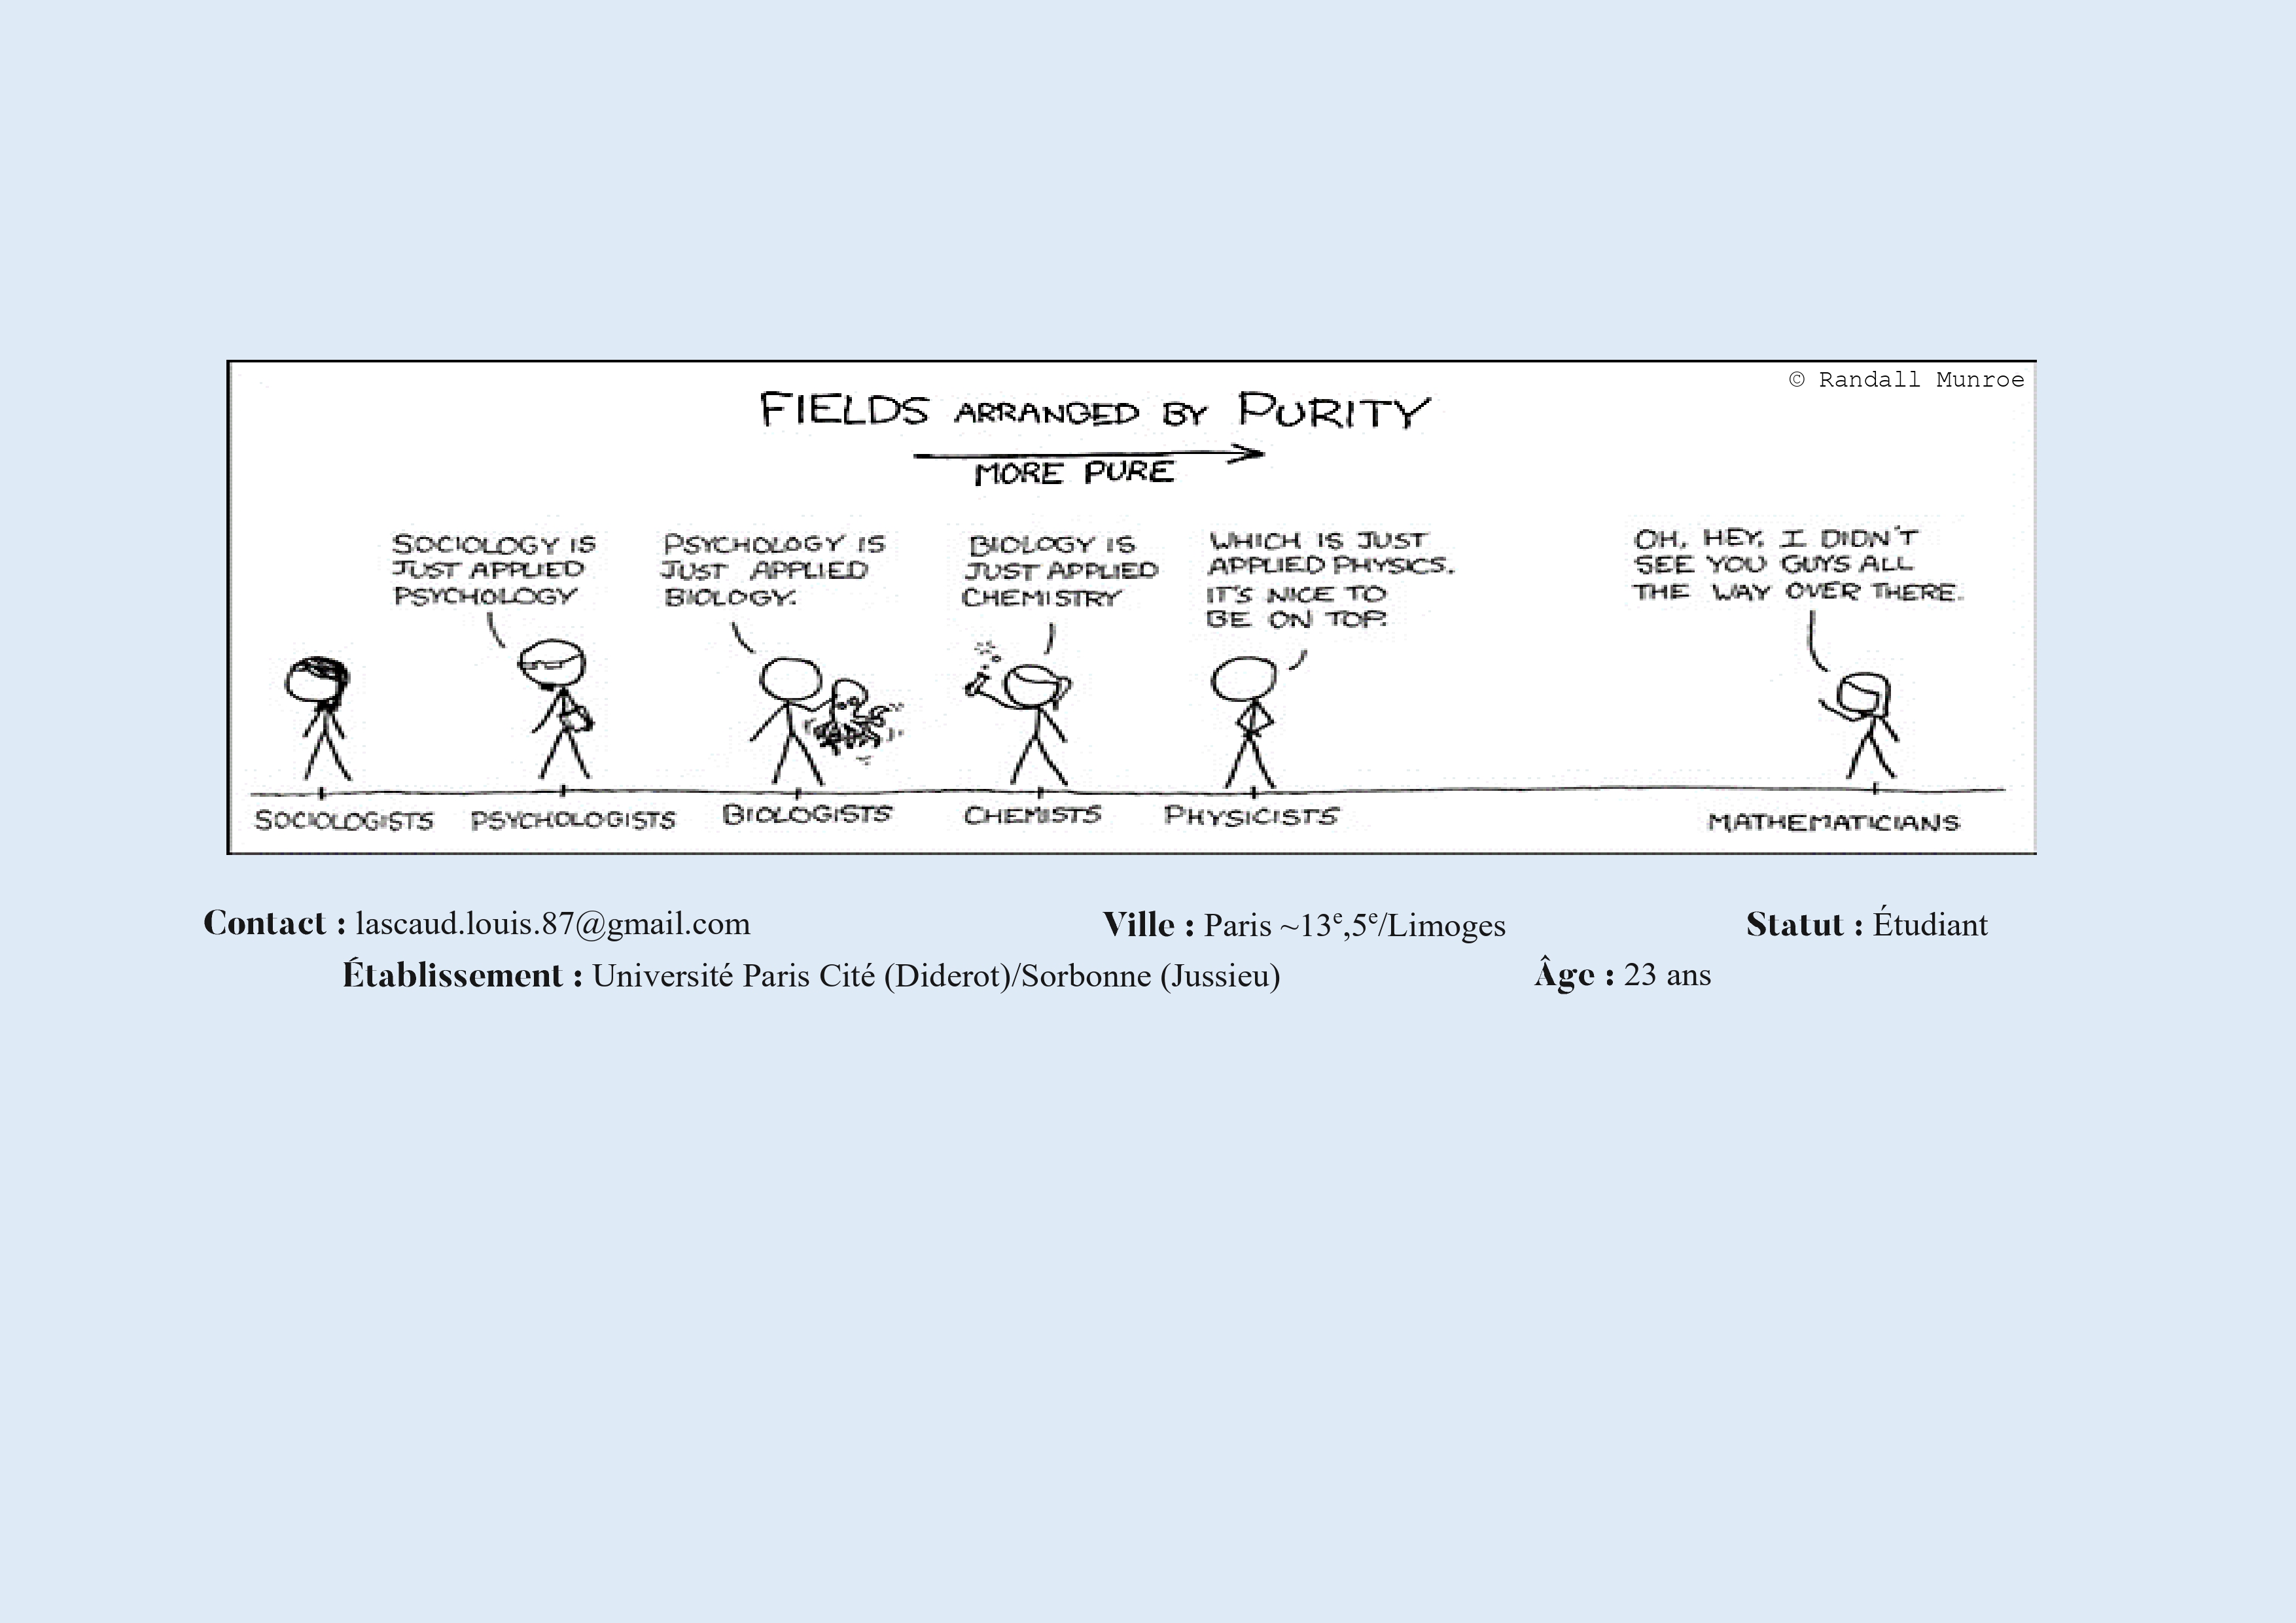 © Randall Munroe
FIELDS ARRANGED BY PURITY
MORE PURE
SOCIOLOGY IS
JUST APPLIED
PSYCHOLOGY
PSYCHOLOGY IS
JUST APPLIED
BIOLOGY.
BIOLOGY IS
JUST APPLIED
CHEMISTRY
WHICH IS JUST
APPLIED PHYSICS.
IT'S NICE TO
BE ON TOP.
OH, HEY, I DIDN'T
SEE YOU GUYS ALL
THE WAY OVER THERE.
SOCIOLOGISTS PSYCHOLOGISTS BIOLOGISTS CHEMISTS PHYSICISTS MATHEMATICIANS
Contact : lascaud.louis.87@gmail.com Ville : Paris ~13ᵉ,5ᵉ/Limoges Statut : Étudiant
Établissement : Université Paris Cité (Diderot)/Sorbonne (Jussieu) Âge : 23 ans